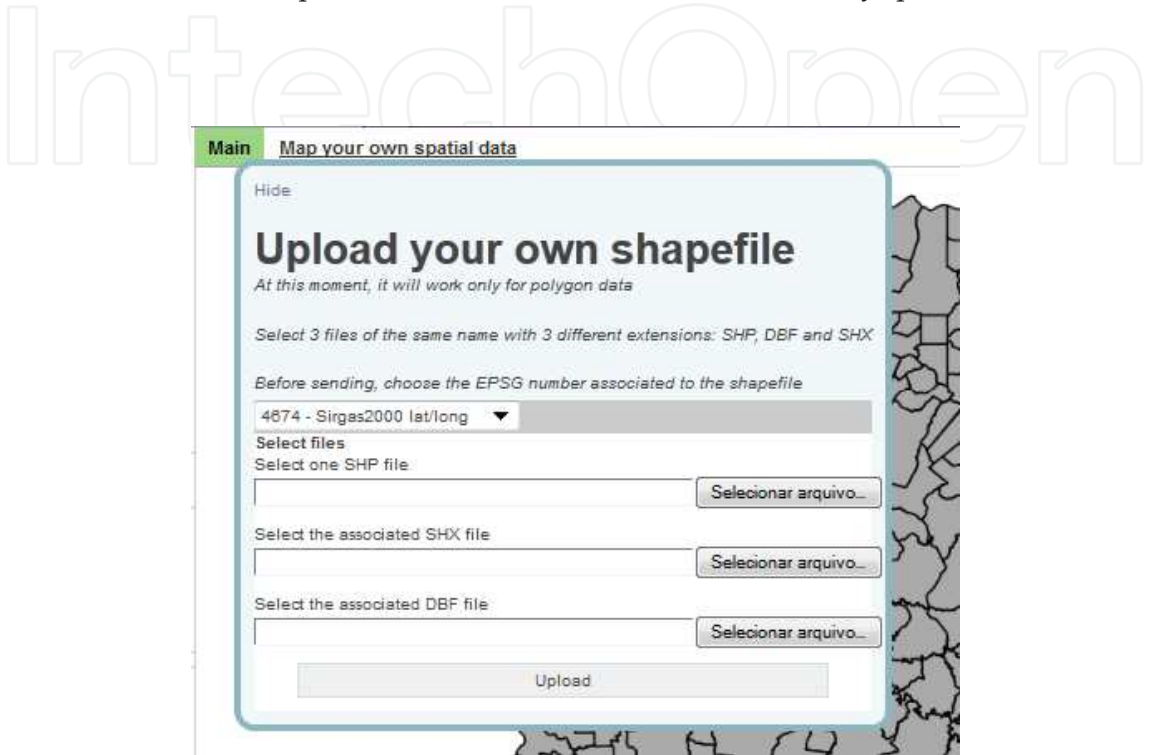 IntechOpen
Main Map your own spatial data
Hide
Upload your own shapefile
At this moment, it will work only for polygon data
Select 3 files of the same name with 3 different extensions: SHP, DBF and SHX
Before sending, choose the EPSG number associated to the shapefile
4674 - Sirgas2000 lat/long
Select files
Select one SHP file
Selecionar arquivo...
Select the associated SHX file
Selecionar arquivo...
Select the associated DBF file
Selecionar arquivo...
Upload